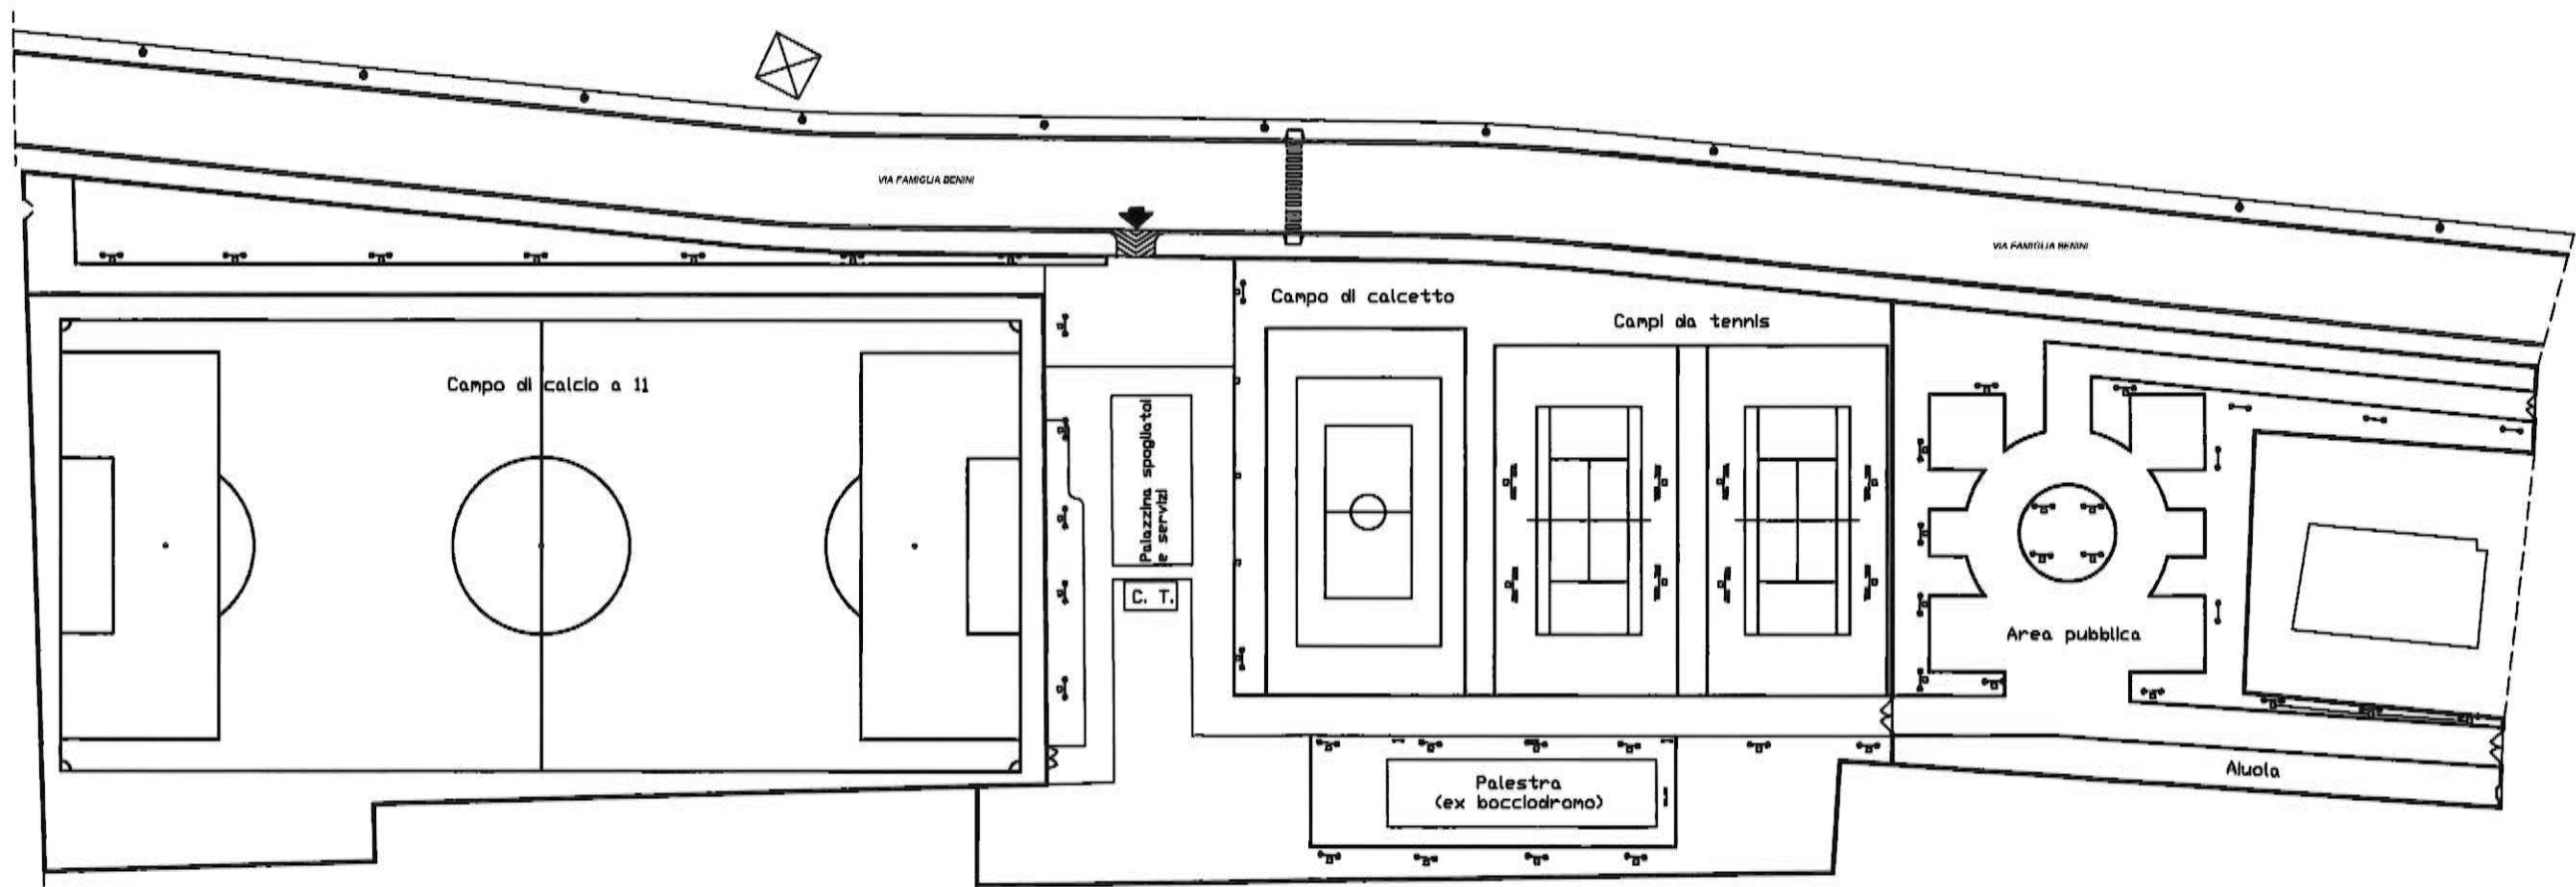 VIA FAMIGLIA BENINI
VIA FAMIGLIA BENINI
Campo di calcetto
Campi da tennis
Campo di calcio a 11
Palazzina spogliatoi
e servizi
C. T.
Area pubblica
Aiuola
Palestra
(ex bocciodromo)